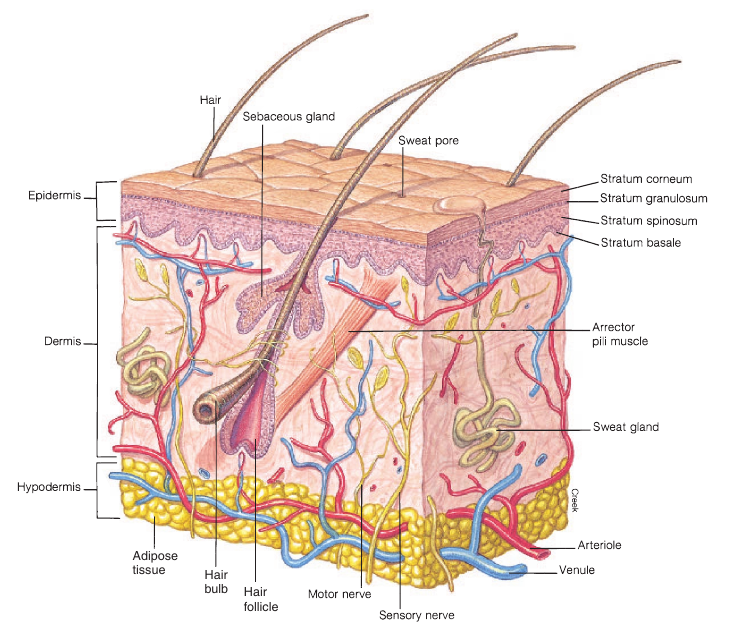 Hair
Sebaceous gland
Sweat pore
Stratum corneum
Epidermis
Stratum granulosum
Stratum spinosum
Stratum basale
Dermis
Arrector
pili muscle
Sweat gland
Hypodermis
Creek
Adipose
tissue
Hair
bulb
Hair
follicle
Motor nerve
Sensory nerve
Arteriole
Venule